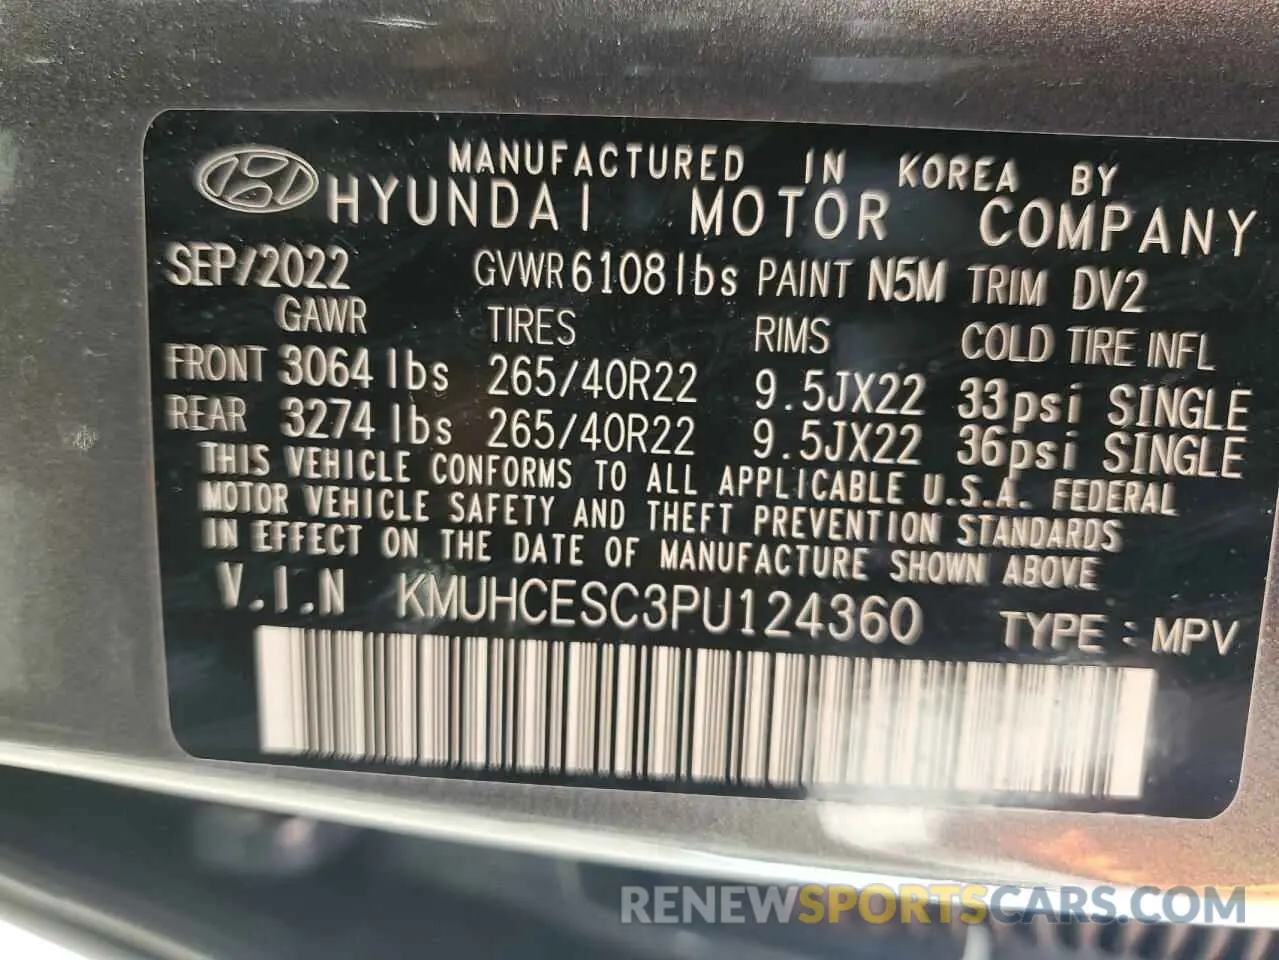 MANUFACTURED IN KOREA BY
HYUNDAI MOTOR COMPANY
SEP/2022 GVWR 6108 lbs PAINT N5M TRIM DV2
GAWR TIRES RIMS COLD TIRE INFL
FRONT 3064 lbs 265/40R22 9.5JX22 33psi SINGLE
REAR 3274 lbs 265/40R22 9.5JX22 36psi SINGLE
THIS VEHICLE CONFORMS TO ALL APPLICABLE U.S.A. FEDERAL
MOTOR VEHICLE SAFETY AND THEFT PREVENTION STANDARDS
IN EFFECT ON THE DATE OF MANUFACTURE SHOWN ABOVE
V.I.N KMUHCESC3PU124360 TYPE : MPV
RENEWSPORTSCARS.COM